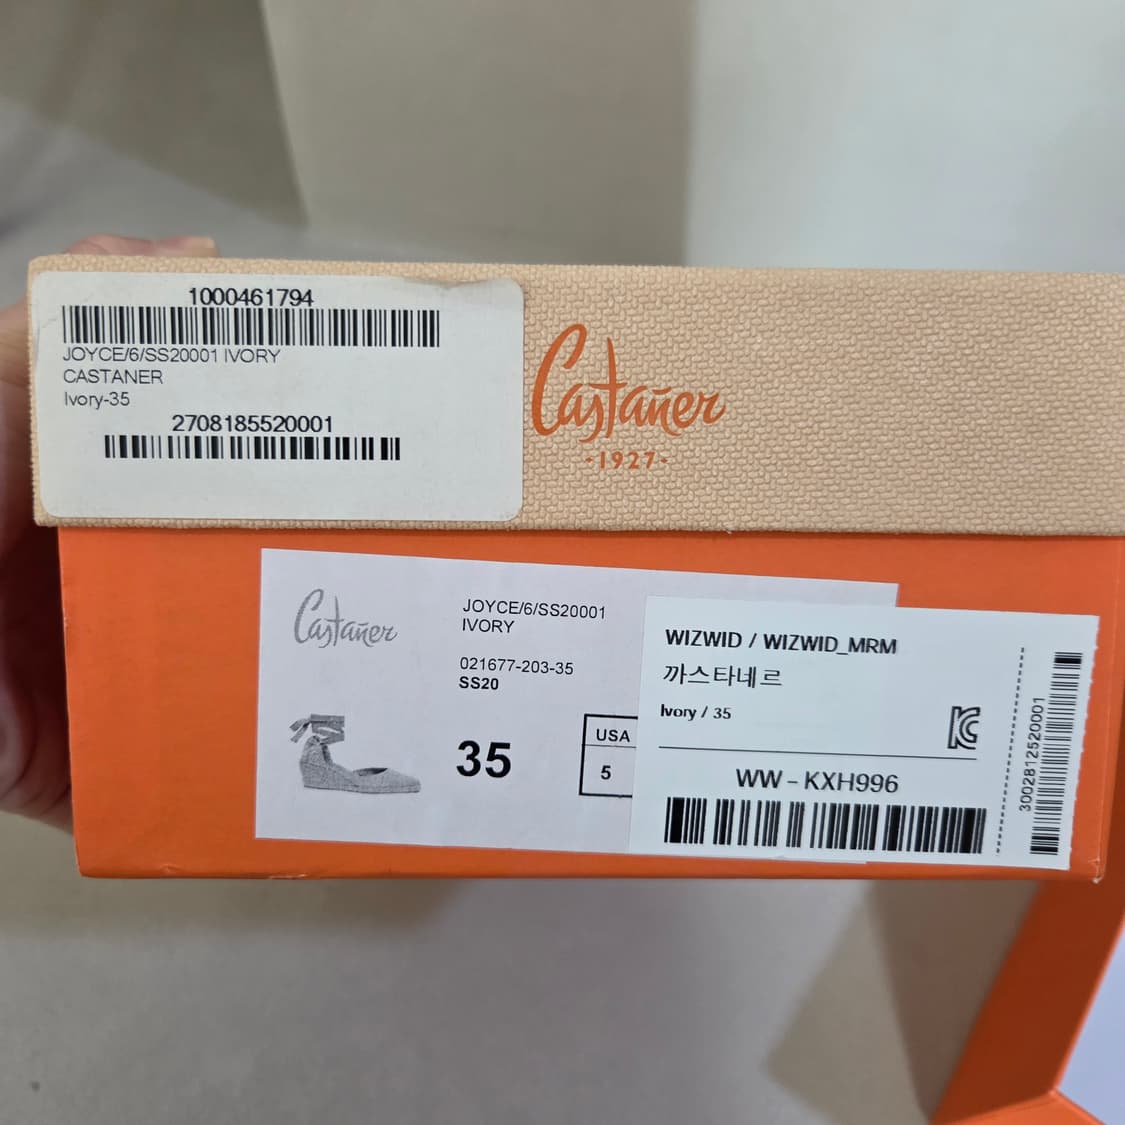 1000461794
JOYCE/6/SS20001 IVORY
CASTANER
Ivory-35
2708185520001
Castañer
-1927-
Castañer
JOYCE/6/SS20001
IVORY
021677-203-35
SS20
35
USA
5
WIZWID / WIZWID_MRM
까스타네르
Ivory / 35
KC
WW-KXH996
3002812520001